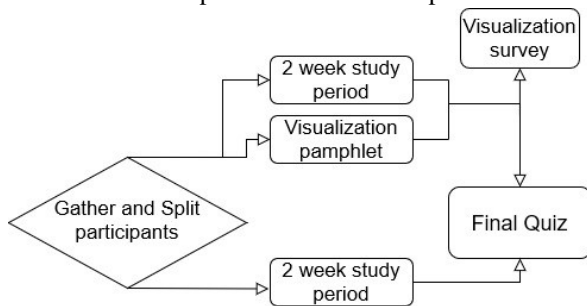 Visualization
survey
2 week study
period
Visualization
pamphlet
Gather and Split
participants
Final Quiz
2 week study
period